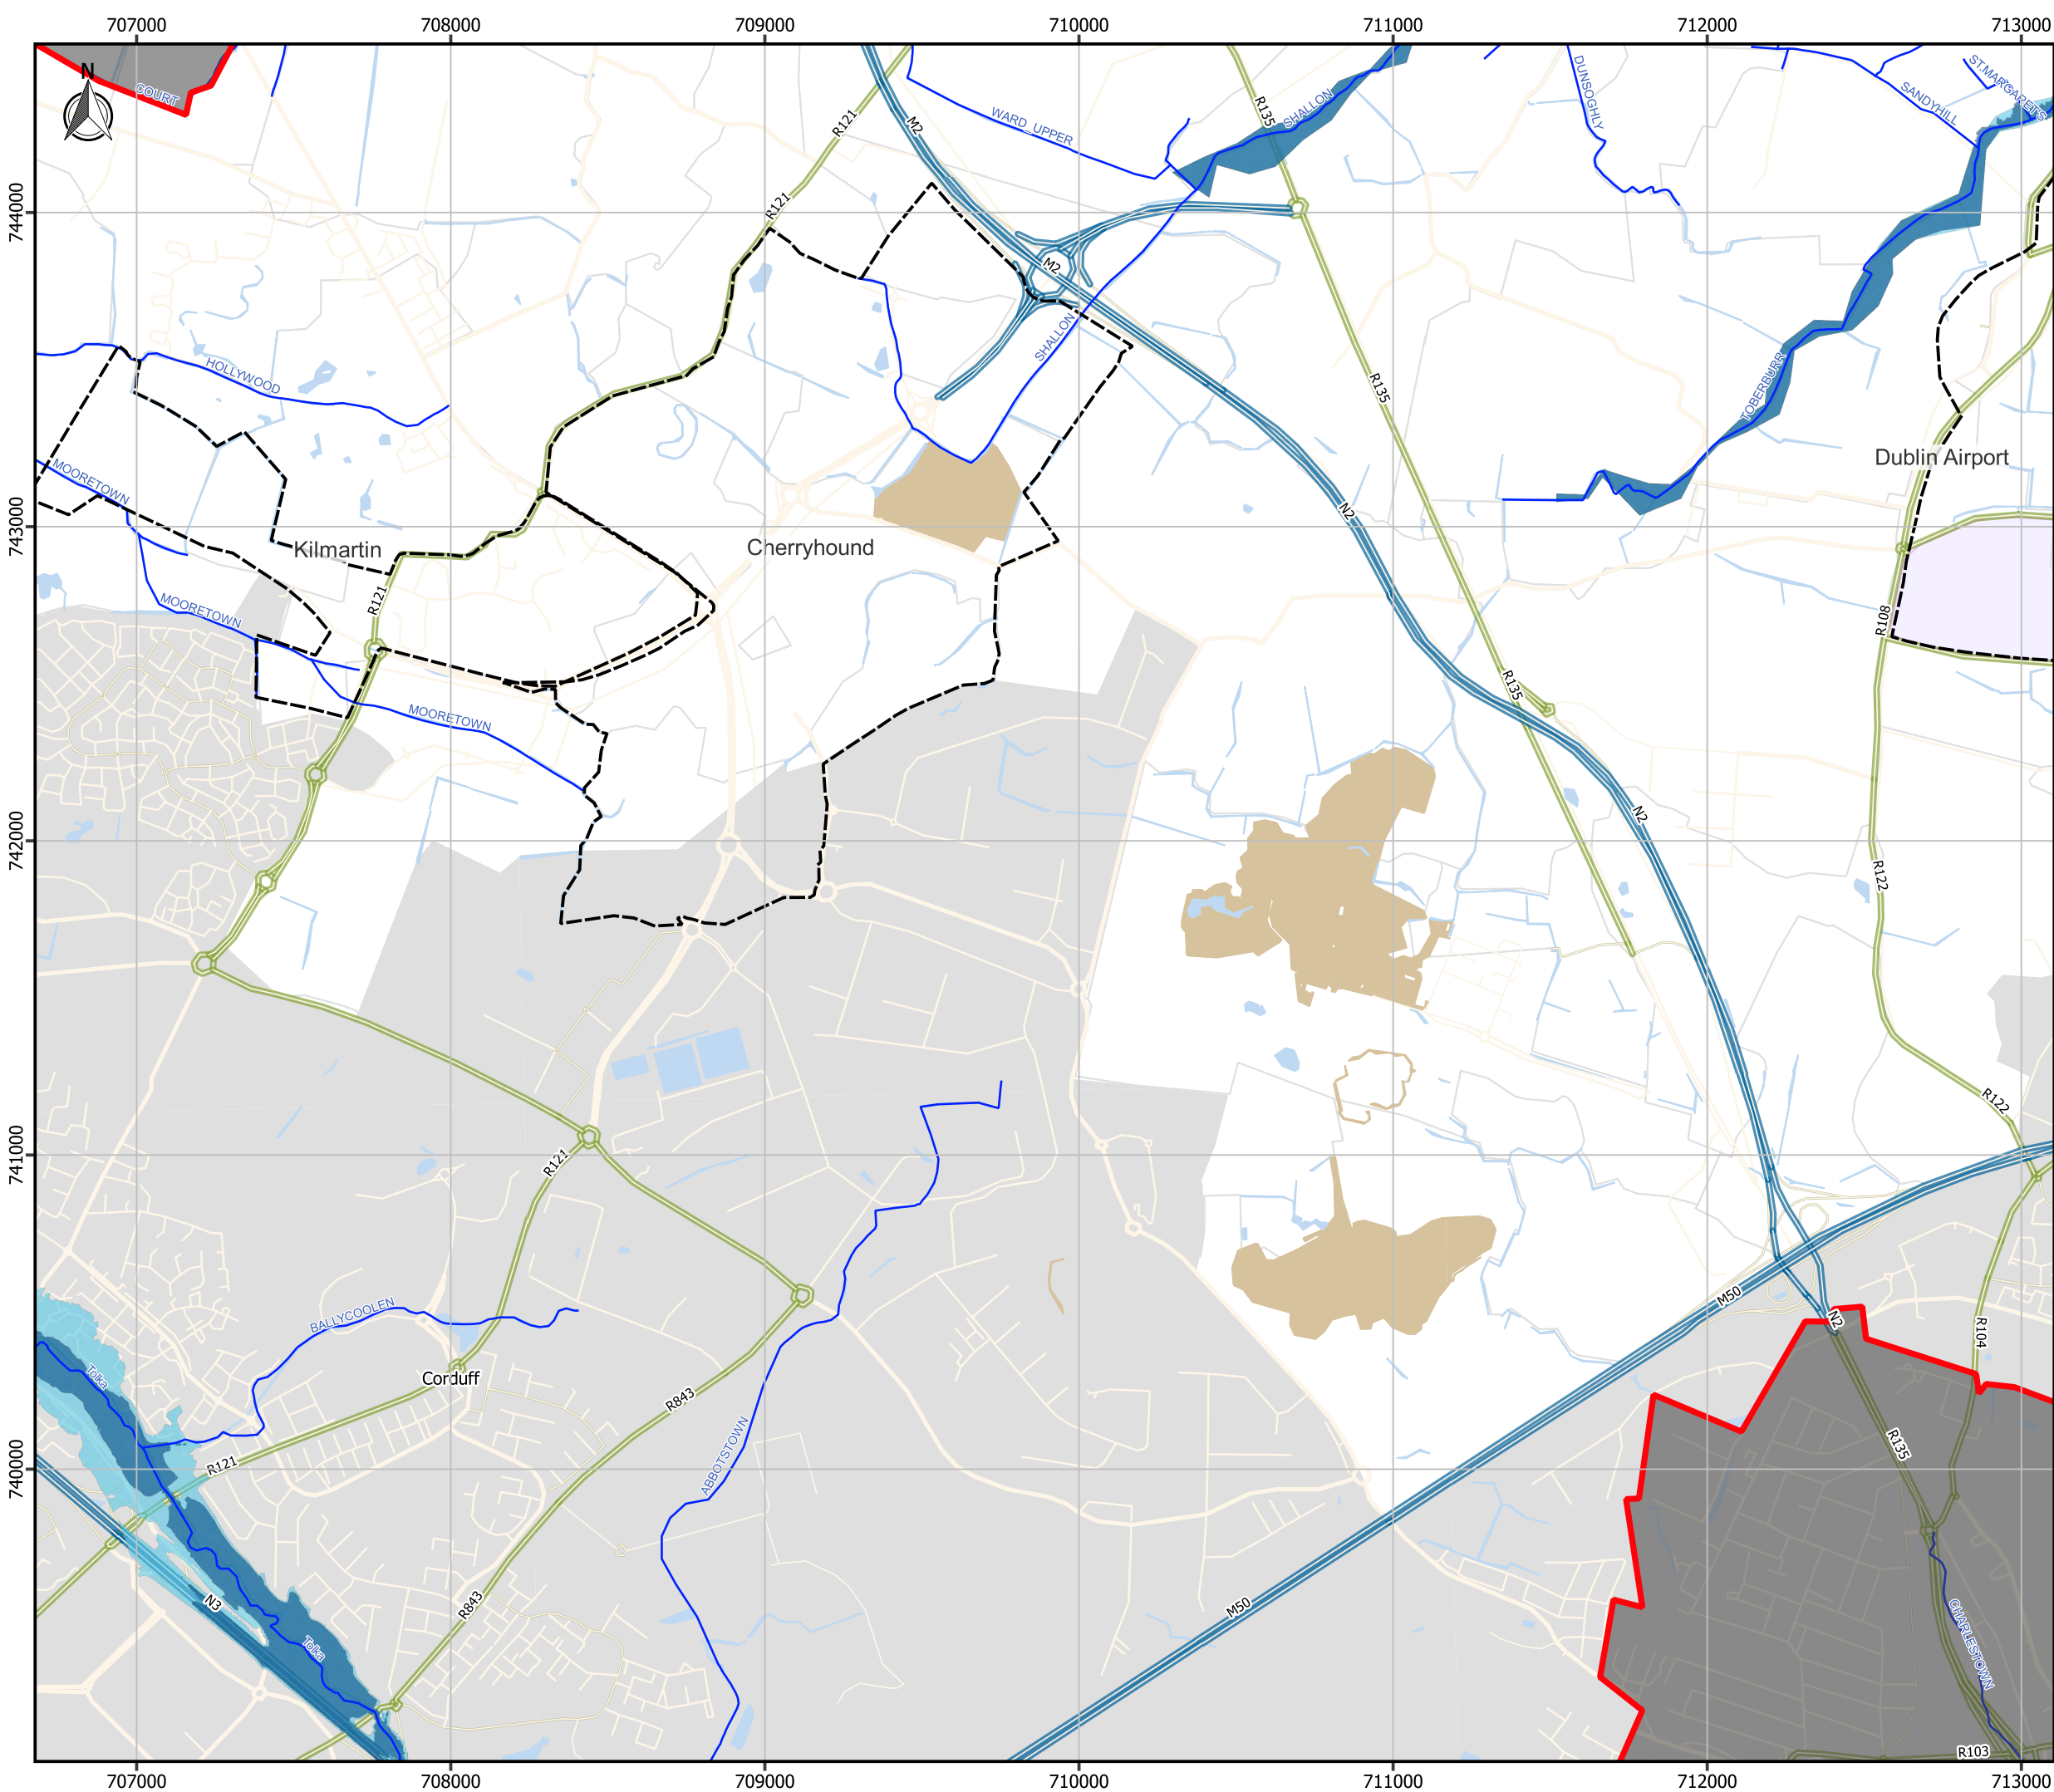 707000 708000 709000 710000 711000 712000 713000
N
COURT
R121
M2
WARD_UPPER
R135
SHALLON
DUNSOGHLY
SANDYHILL
ST.MARGARET'S
744000
R121
M2
SHALLON
HOLLYWOOD
R135
TOBERBURR
Dublin Airport
MOORETOWN
743000
N2
Kilmartin
Cherryhound
R121
MOORETOWN
R108
R135
MOORETOWN
742000
N2
R122
R122
741000
R121
M50
N2
R104
BALLYCOOLEN
Tolka
Corduff
R843
ABBOTSTOWN
R135
740000
R121
N3
R843
M50
Tolka
CHARLESTOWN
R103
707000 708000 709000 710000 711000 712000 713000